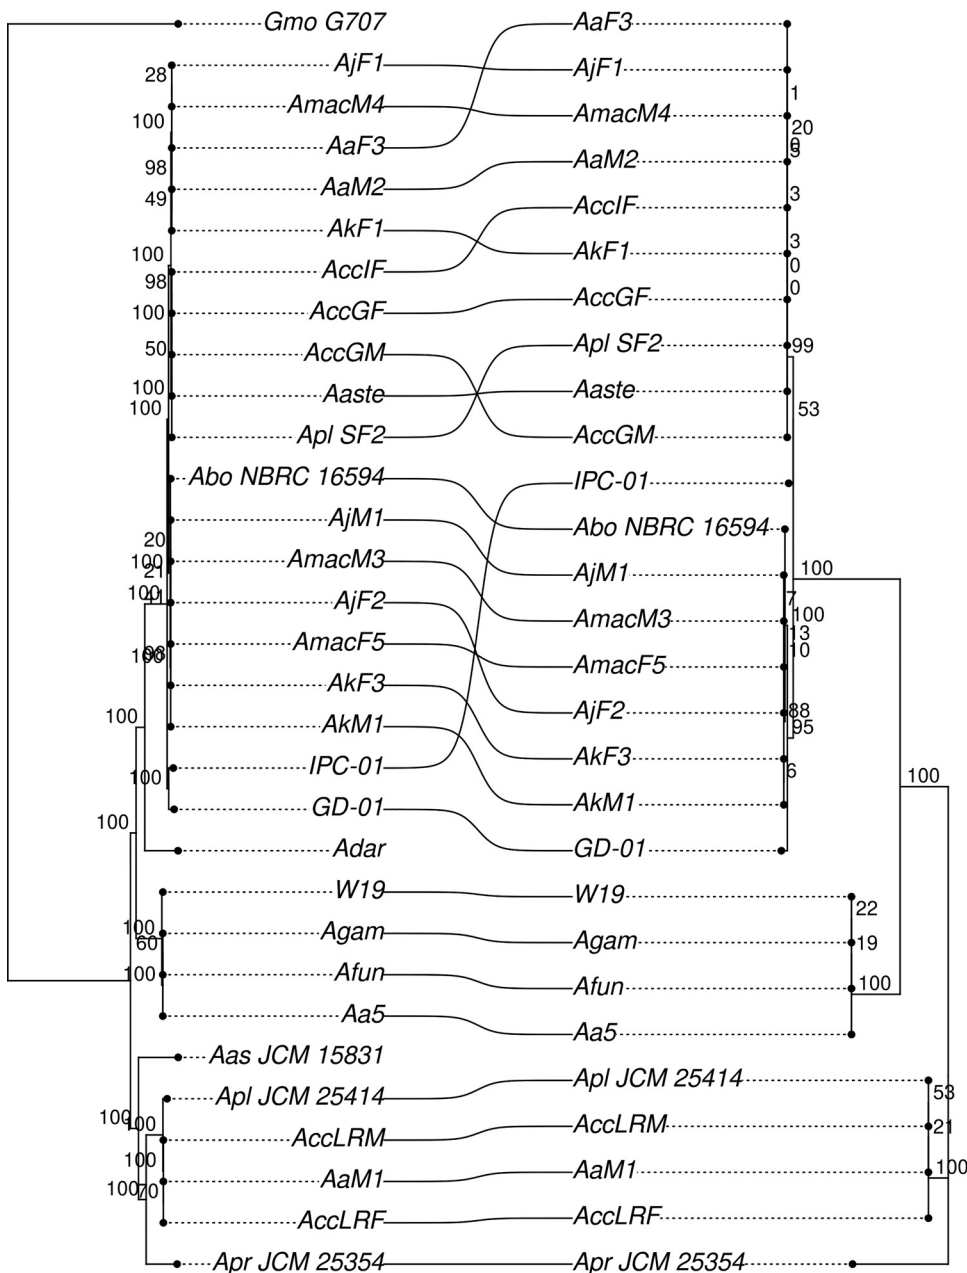 Gmo G707 AaF3
28 AjF1 AjF1
1
100 AmacM4 AmacM4
20
AaF3
98 AaM2 AaM2
49 3
AccIF
AkF1 AkF1
3
100 AccIF 0
98 0
100 AccGF AccGF
50 AccGM Apl SF2 99
100 Aaste Aaste
100 53
Apl SF2 AccGM
Abo NBRC 16594 IPC-01
AjM1 Abo NBRC 16594
20
100 AmacM3 AjM1 100
21
100 AjF2 7
41 AmacM3 100
13
AmacF5 10
100 98 AmacF5
AkF3 AjF2 88
AkM1 95
100
IPC-01 AkF3
100 6
GD-01 AkM1 100
100
Adar GD-01
W19 W19
22
100 Agam Agam 19
60
100 Afun Afun 100
Aa5 Aa5
Aas JCM 15831
Apl JCM 25414 Apl JCM 25414
53
100 100 AccLRM AccLRM 21
100 AaM1 AaM1 100
100 70
AccLRF AccLRF
Apr JCM 25354 Apr JCM 25354